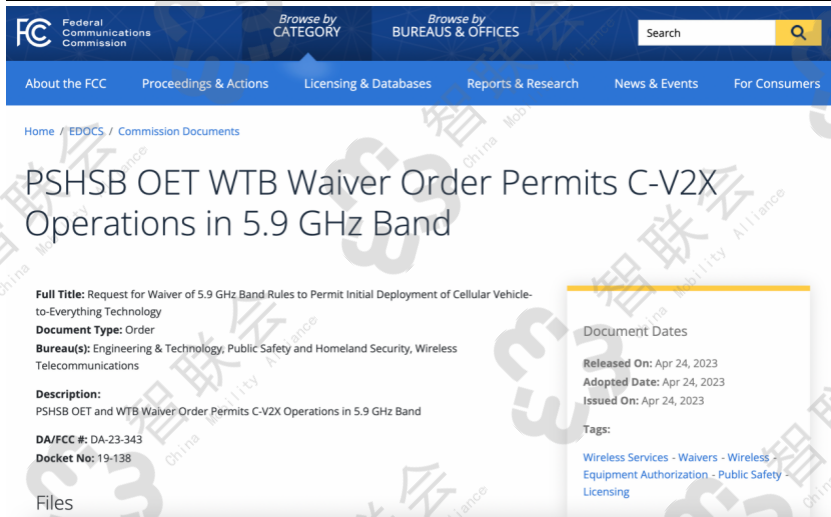 Federal
Communications
Commission
Browse by
CATEGORY
Browse by
BUREAUS & OFFICES
Search
About the FCC
Proceedings & Actions
Licensing & Databases
Reports & Research
News & Events
For Consumers
Home / EDOCS / Commission Documents
PSHSB OET WTB Waiver Order Permits C-V2X
Operations in 5.9 GHz Band
Full Title: Request for Waiver of 5.9 GHz Band Rules to Permit Initial Deployment of Cellular Vehicle-
to-Everything Technology
Document Type: Order
Bureau(s): Engineering & Technology, Public Safety and Homeland Security, Wireless
Telecommunications
Description:
PSHSB OET and WTB Waiver Order Permits C-V2X Operations in 5.9 GHz Band
DA/FCC #: DA-23-343
Docket No: 19-138
Files
Document Dates
Released On: Apr 24, 2023
Adopted Date: Apr 24, 2023
Issued On: Apr 24, 2023
Tags:
Wireless Services - Waivers - Wireless -
Equipment Authorization - Public Safety -
Licensing
智联会
China Mobility Alliance